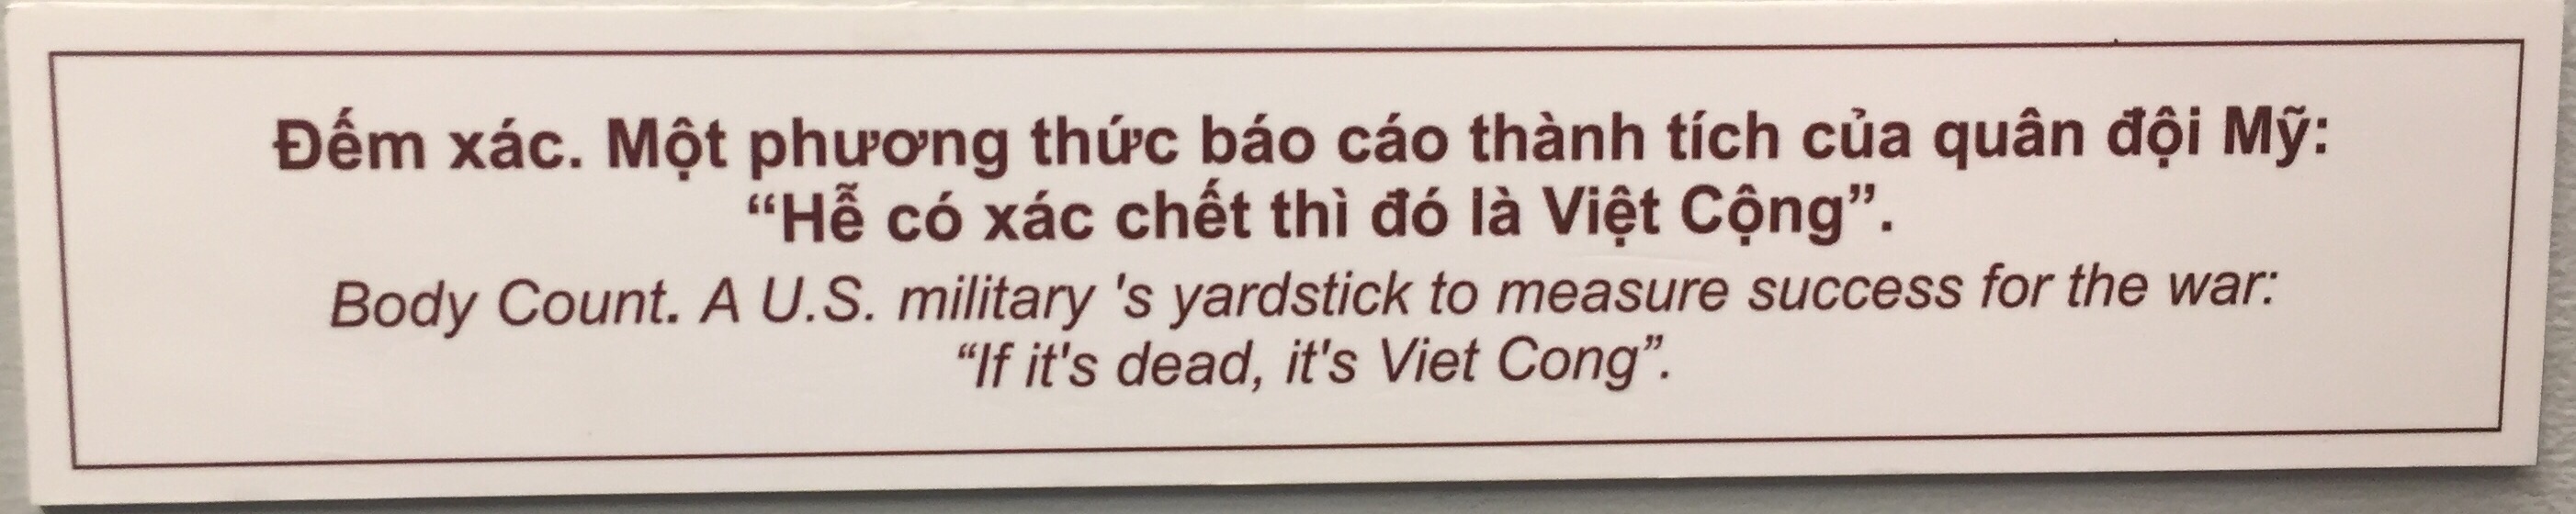 Đếm xác. Một phương thức báo cáo thành tích của quân đội Mỹ:
“Hễ có xác chết thì đó là Việt Cộng”.
Body Count. A U.S. military 's yardstick to measure success for the war:
“If it's dead, it's Viet Cong”.